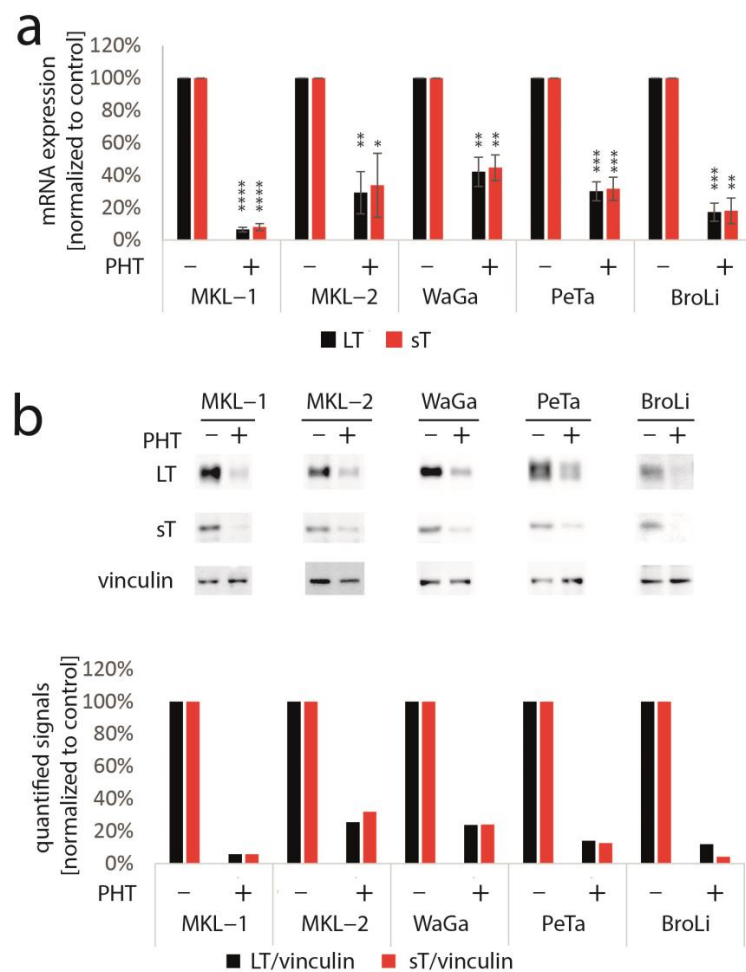 a
mRNA expression
[normalized to control]
120%
100%
80%
60%
40%
20%
0%
**** **** ** * ** ** *** *** *** **
PHT − + − + − + − + − +
MKL−1 MKL−2 WaGa PeTa BroLi
LT sT
b
MKL−1 MKL−2 WaGa PeTa BroLi
PHT − + − + − + − + − +
LT
sT
vinculin
quantified signals
[normalized to control]
120%
100%
80%
60%
40%
20%
0%
PHT − + − + − + − + − +
MKL−1 MKL−2 WaGa PeTa BroLi
LT/vinculin sT/vinculin